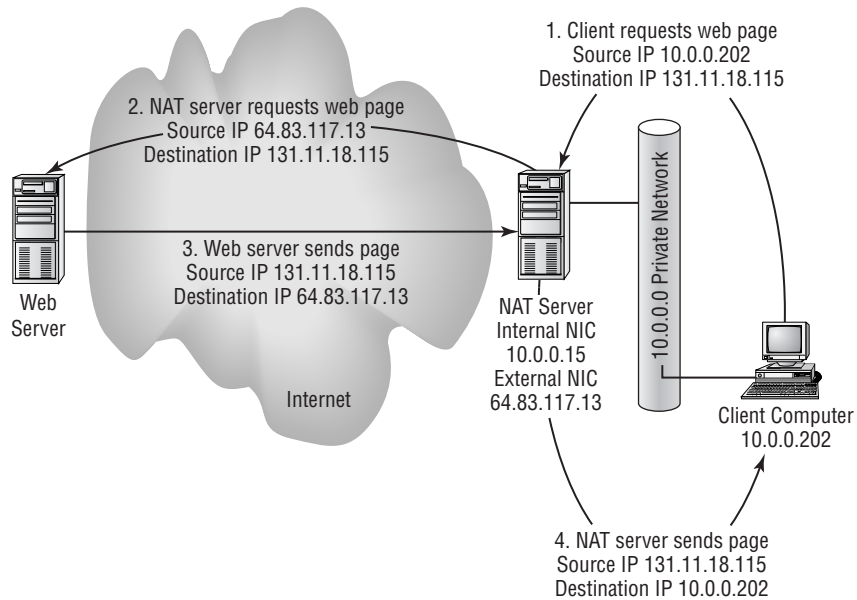 1. Client requests web page
Source IP 10.0.0.202
Destination IP 131.11.18.115
2. NAT server requests web page
Source IP 64.83.117.13
Destination IP 131.11.18.115
3. Web server sends page
Source IP 131.11.18.115
Destination IP 64.83.117.13
Web
Server
Internet
NAT Server
Internal NIC
10.0.0.15
External NIC
64.83.117.13
10.0.0.0 Private Network
Client Computer
10.0.0.202
4. NAT server sends page
Source IP 131.11.18.115
Destination IP 10.0.0.202